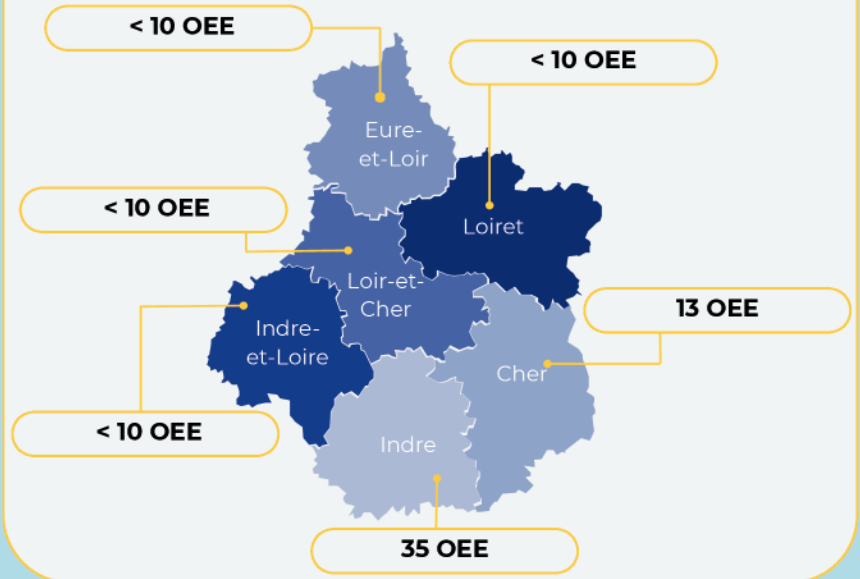 < 10 OEE
< 10 OEE
Eure-
et-Loir
< 10 OEE
Loiret
Loir-et-
Cher
13 OEE
Indre-
et-Loire
Cher
< 10 OEE
Indre
35 OEE